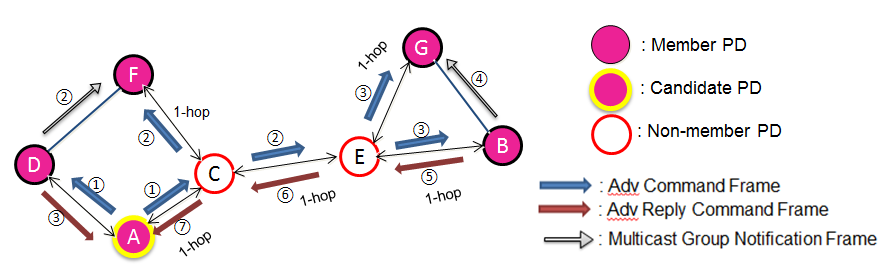 G
1-hop
③
④
: Member PD
F
②
1-hop
②
: Candidate PD
②
③
B
: Non-member PD
D
①
①
C
E
⑥
1-hop
⑤
1-hop
③
A
⑦
1-hop
: Adv Command Frame
: Adv Reply Command Frame
: Multicast Group Notification Frame